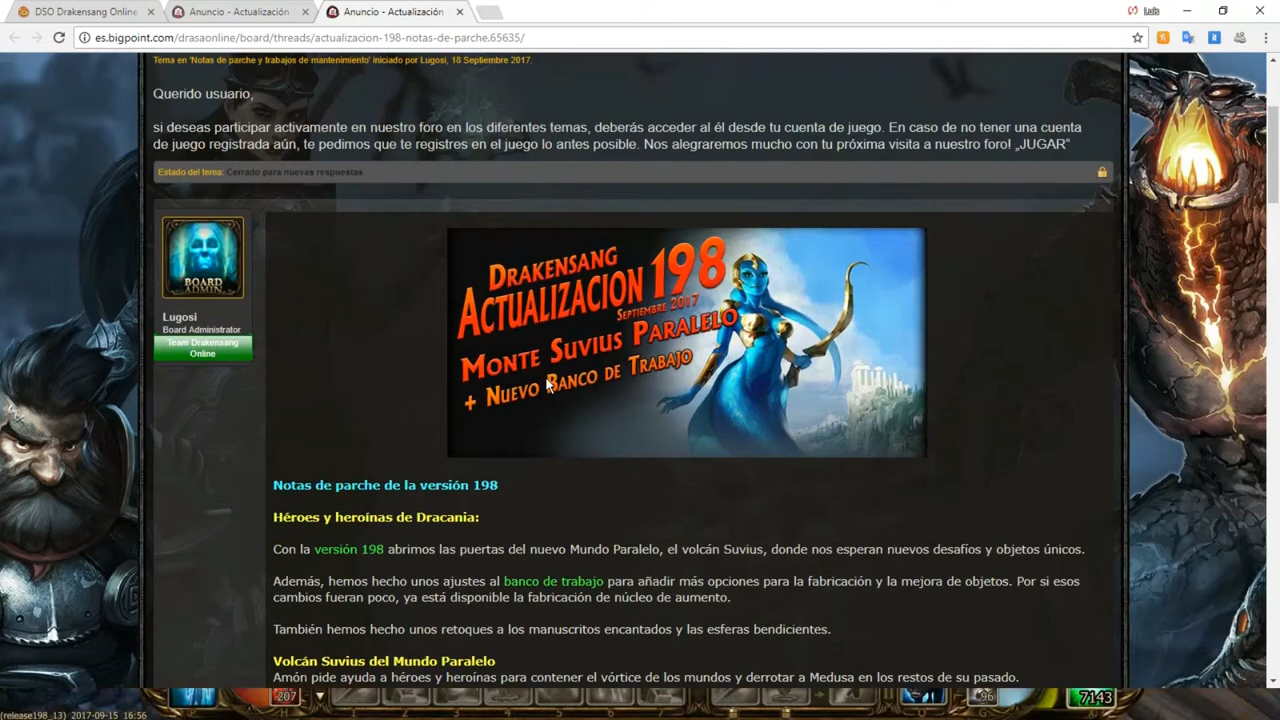 DSO Drakensang Online
Anuncio - Actualización
Anuncio - Actualización
es.bigpoint.com/drasaonline/board/threads/actualizacion-198-notas-de-parche.65635/
Tema en 'Notas de parche y trabajos de mantenimiento' iniciado por Lugosi, 18 Septiembre 2017.
Querido usuario,
si deseas participar activamente en nuestro foro en los diferentes temas, deberás acceder al él desde tu cuenta de juego. En caso de no tener una cuenta
de juego registrada aún, te pedimos que te registres en el juego lo antes posible. Nos alegraremos mucho con tu próxima visita a nuestro foro! „JUGAR“
Estado del tema: Cerrado para nuevas respuestas
BOARD
ADMIN
Lugosi
Board Administrator
Team Drakensang
Online
DRAKENSANG
ACTUALIZACION 198
SEPTIEMBRE 2017
MONTE SUVIUS PARALELO
+ NUEVO BANCO DE TRABAJO
Notas de parche de la versión 198
Héroes y heroínas de Dracania:
Con la versión 198 abrimos las puertas del nuevo Mundo Paralelo, el volcán Suvius, donde nos esperan nuevos desafíos y objetos únicos.
Además, hemos hecho unos ajustes al banco de trabajo para añadir más opciones para la fabricación y la mejora de objetos. Por si esos
cambios fueran poco, ya está disponible la fabricación de núcleo de aumento.
También hemos hecho unos retoques a los manuscritos encantados y las esferas bendicientes.
Volcán Suvius del Mundo Paralelo
Amón pide ayuda a héroes y heroínas para contener el vórtice de los mundos y derrotar a Medusa en los restos de su pasado.
207
96
7143
(release198_13) 2017-09-15 16:56